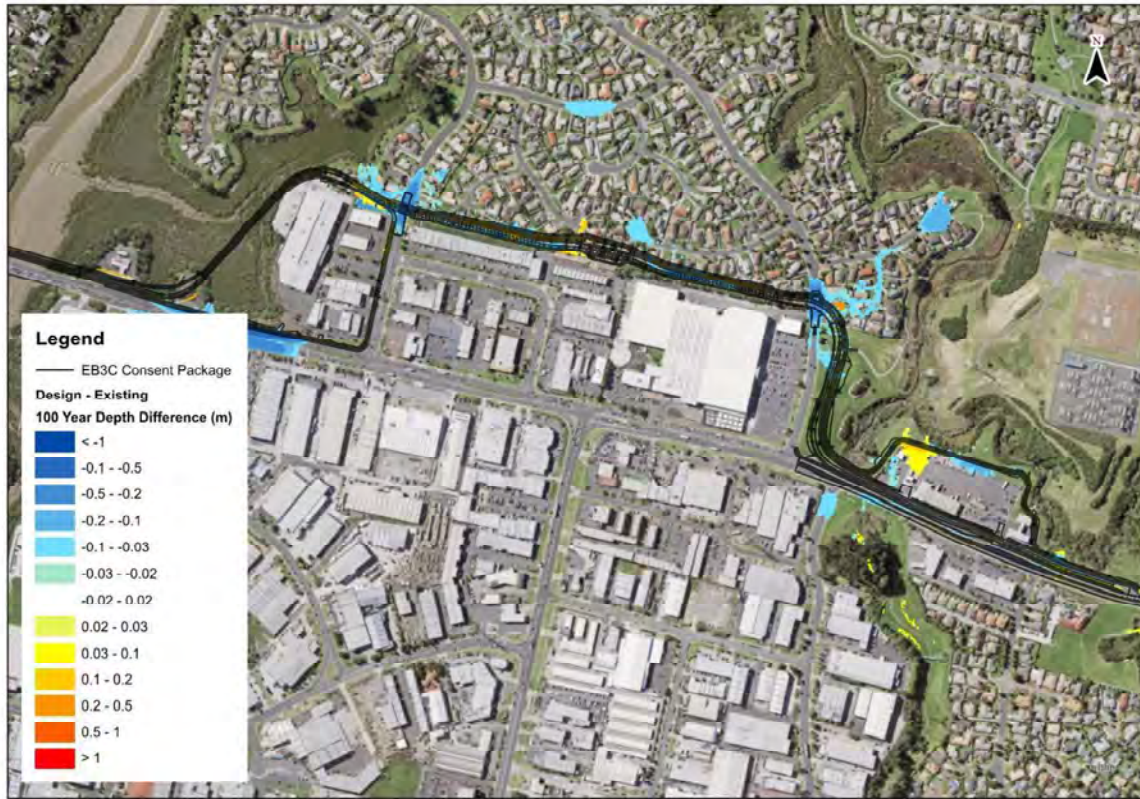 N
Legend
EB3C Consent Package
Design - Existing
100 Year Depth Difference (m)
< -1
-0.1 - -0.5
-0.5 - -0.2
-0.2 - -0.1
-0.1 - -0.03
-0.03 - -0.02
-0.02 - 0.02
0.02 - 0.03
0.03 - 0.1
0.1 - 0.2
0.2 - 0.5
0.5 - 1
> 1